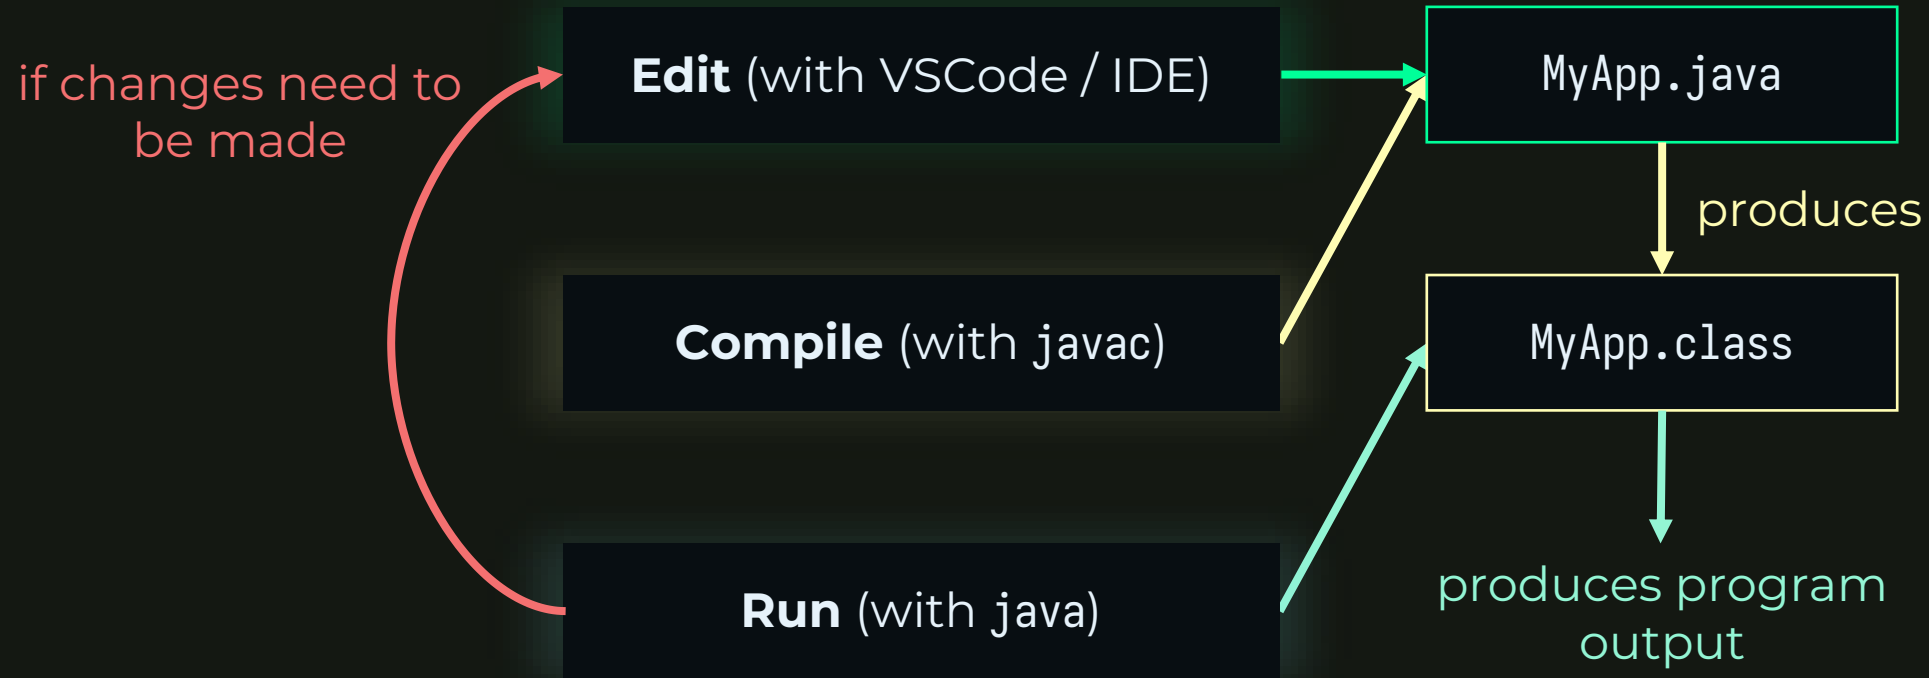 if changes need to
be made
Edit (with VSCode / IDE)
MyApp.java
produces
Compile (with javac)
MyApp.class
Run (with java)
produces program
output